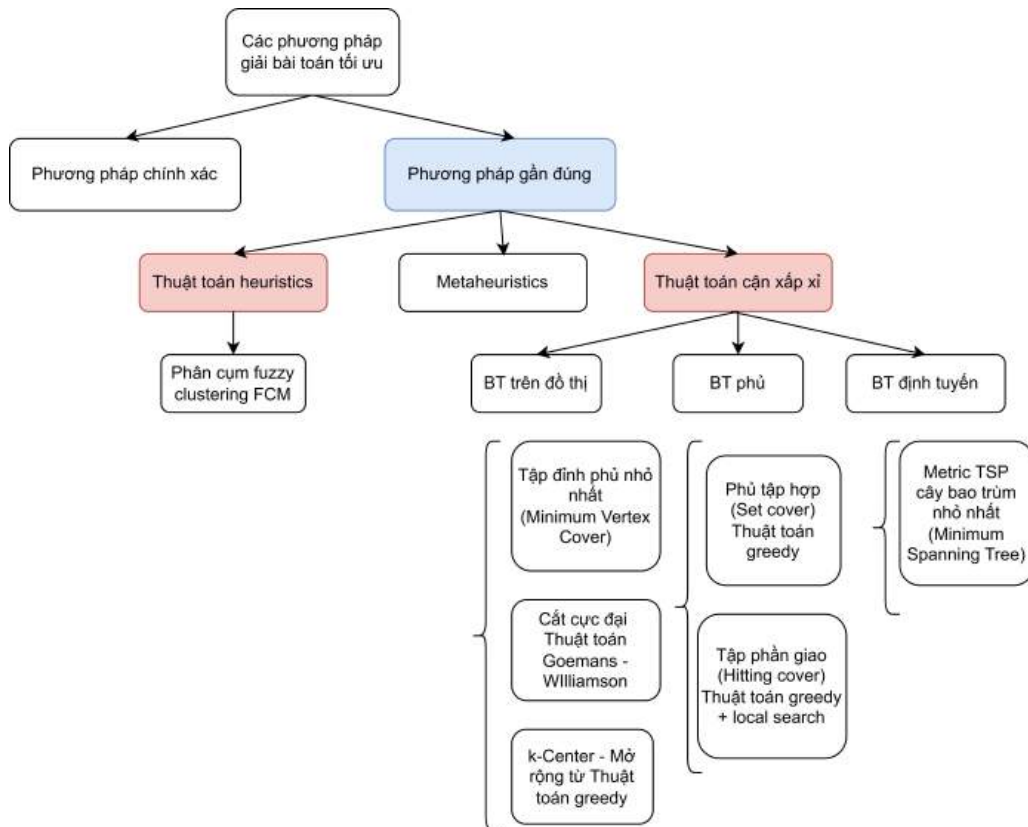 Các phương pháp
giải bài toán tối ưu
Phương pháp chính xác
Phương pháp gần đúng
Thuật toán heuristics
Metaheuristics
Thuật toán cận xấp xỉ
Phân cụm fuzzy
clustering FCM
BT trên đồ thị
BT phủ
BT định tuyến
Tập đỉnh phủ nhỏ
nhất
(Minimum Vertex
Cover)
Cắt cực đại
Thuật toán
Goemans -
WIlliamson
k-Center - Mở
rộng từ Thuật
toán greedy
Phủ tập hợp
(Set cover)
Thuật toán
greedy
Tập phần giao
(Hitting cover)
Thuật toán greedy
+ local search
Metric TSP
cây bao trùm
nhỏ nhất
(Minimum
Spanning Tree)